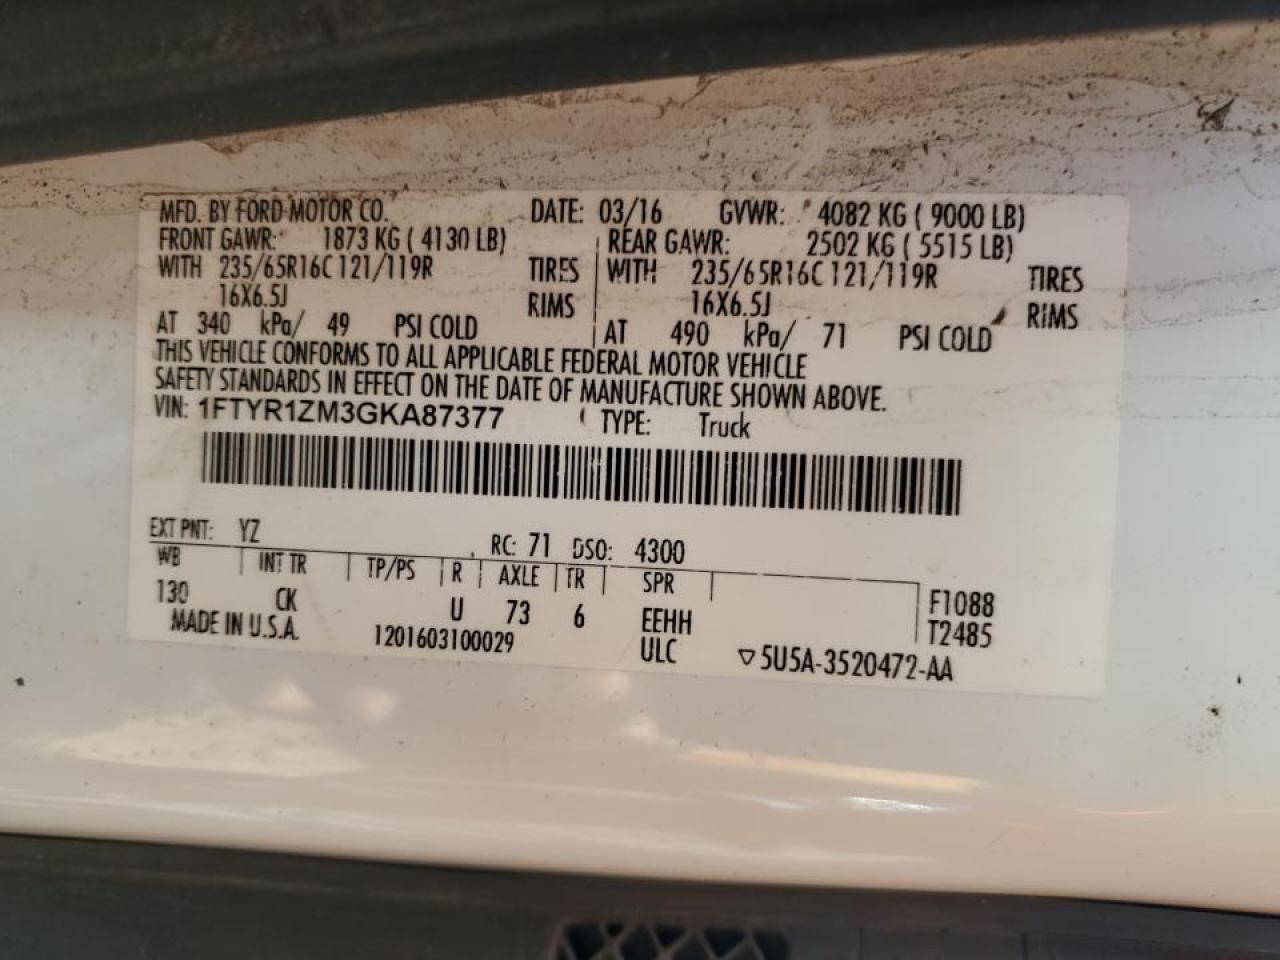 MFD. BY FORD MOTOR CO. DATE: 03/16 GVWR: 4082 KG ( 9000 LB)
FRONT GAWR: 1873 KG ( 4130 LB) REAR GAWR: 2502 KG ( 5515 LB)
WITH 235/65R16C 121/119R TIRES WITH 235/65R16C 121/119R TIRES
16X6.5J RIMS 16X6.5J RIMS
AT 340 kPa/ 49 PSI COLD AT 490 kPa/ 71 PSI COLD
THIS VEHICLE CONFORMS TO ALL APPLICABLE FEDERAL MOTOR VEHICLE
SAFETY STANDARDS IN EFFECT ON THE DATE OF MANUFACTURE SHOWN ABOVE.
VIN: 1FTYR1ZM3GKA87377 TYPE: Truck
EXT PNT: YZ RC: 71 DSO: 4300
WB INT TR TP/PS R AXLE TR SPR
130 CK U 73 6 EEHH F1088
MADE IN U.S.A. 1201603100029 ULC T2485
▽5U5A-3520472-AA